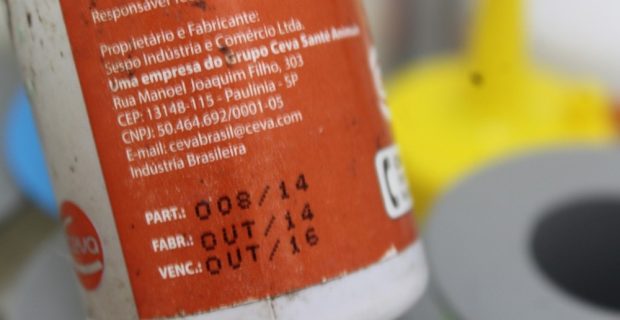 Responsável
Proprietário e Fabricante:
Sespo Indústria e Comércio Ltda.
Uma empresa do Grupo Ceva Santé Animale
Rua Manoel Joaquim Filho, 303
CEP: 13148-115 - Paulínia - SP
CNPJ: 50.464.692/0001-05
E-mail: cevabrasil@ceva.com
Indústria Brasileira
PART.: 008/14
FABR.: OUT/14
VENC.: OUT/16
Ceva